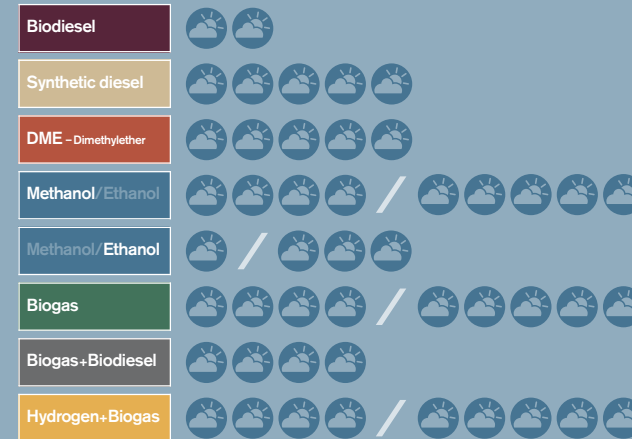 Biodiesel
Synthetic diesel
DME – Dimethylether
Methanol/Ethanol
Methanol/Ethanol
Biogas
Biogas+Biodiesel
Hydrogen+Biogas